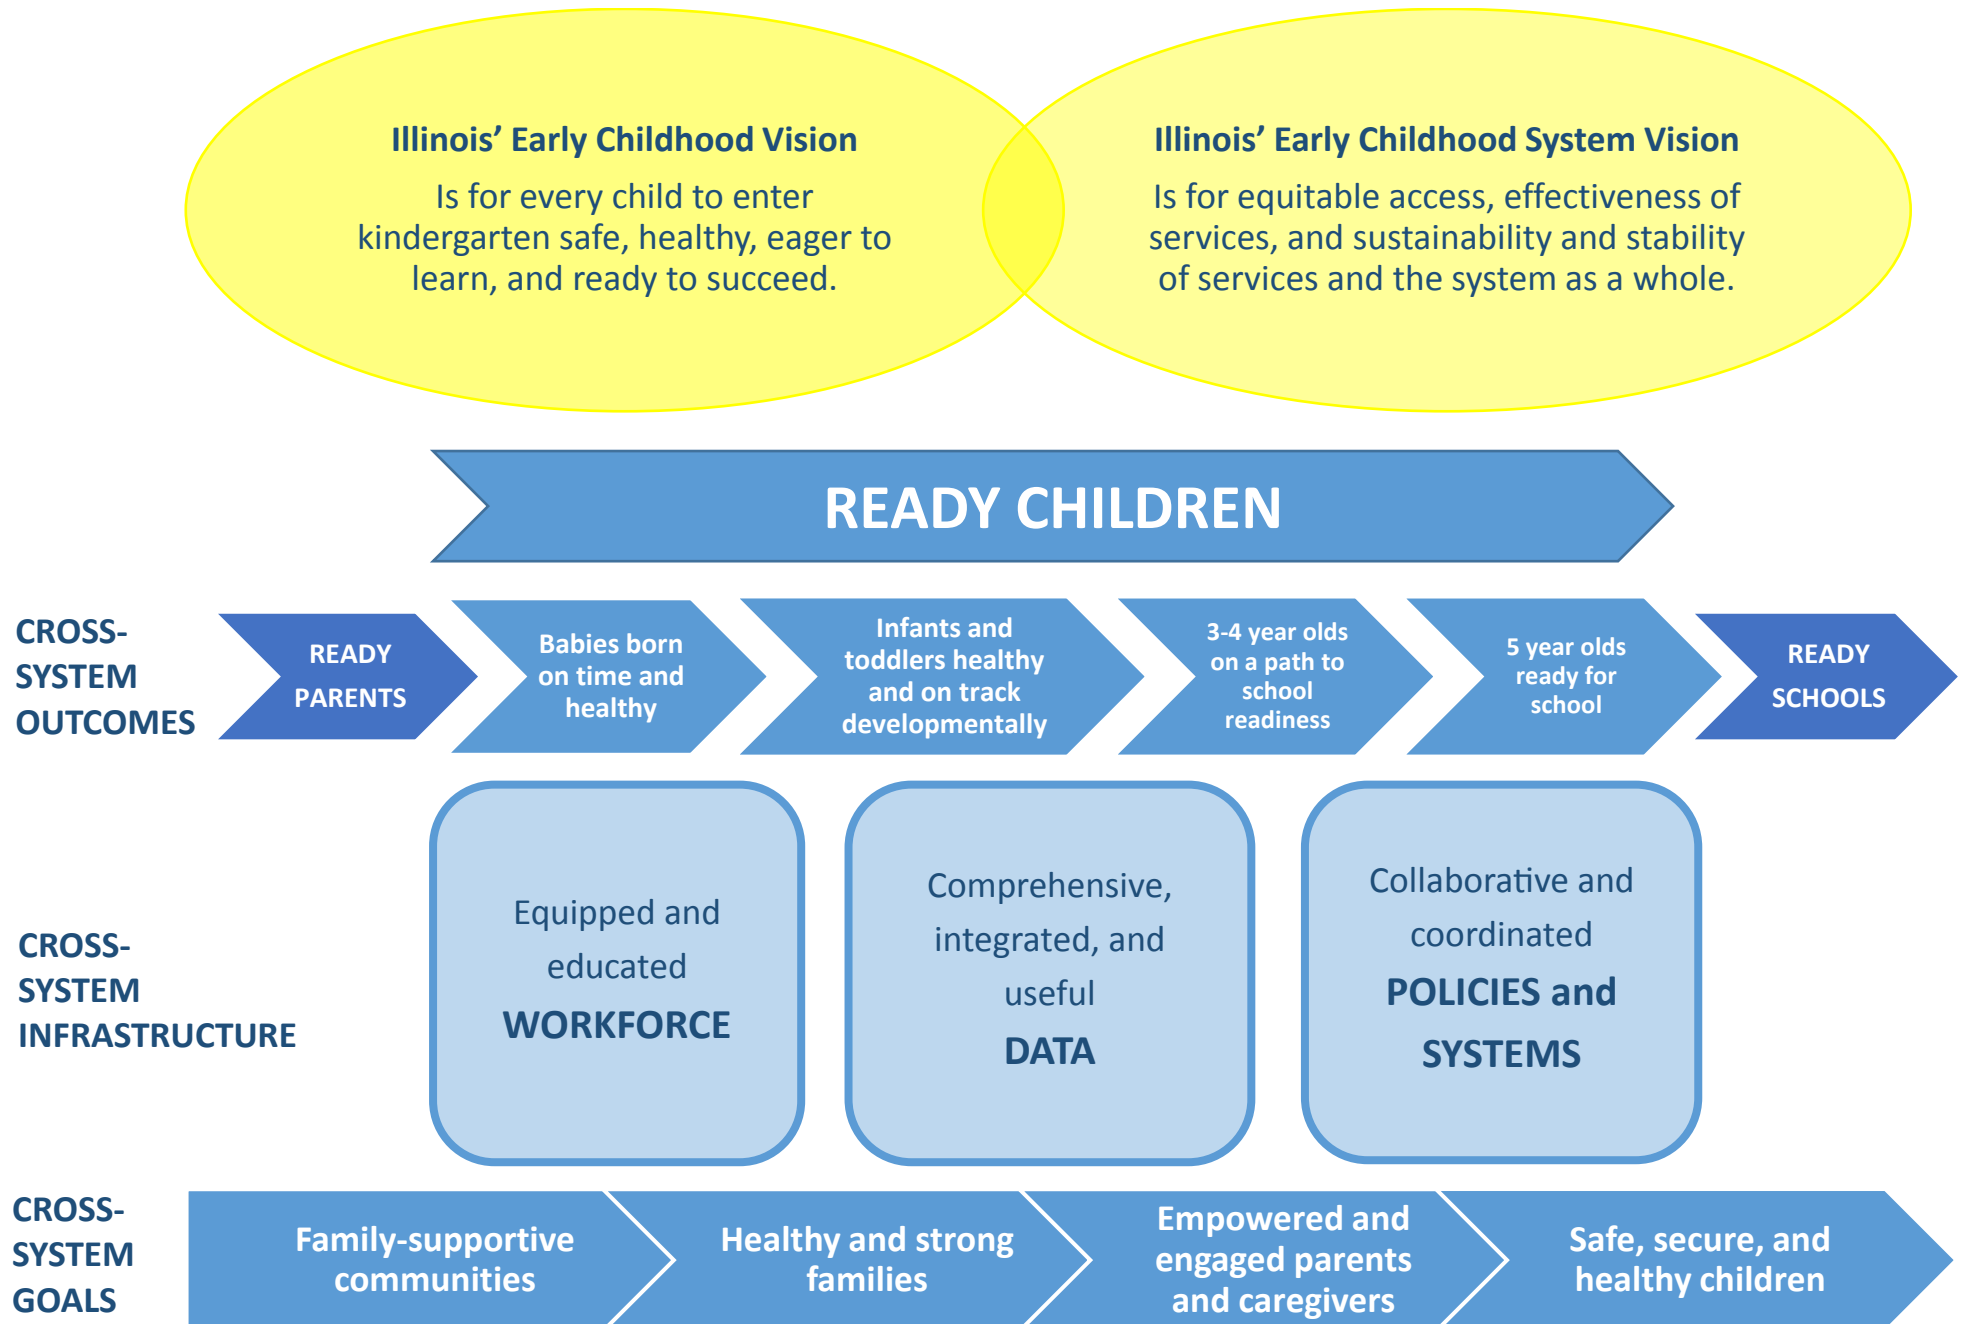 Illinois’ Early Childhood Vision
Is for every child to enter
kindergarten safe, healthy, eager to
learn, and ready to succeed.
Illinois’ Early Childhood System Vision
Is for equitable access, effectiveness of
services, and sustainability and stability
of services and the system as a whole.
READY CHILDREN
CROSS-
SYSTEM
OUTCOMES
READY
PARENTS
Babies born
on time and
healthy
Infants and
toddlers healthy
and on track
developmentally
3-4 year olds
on a path to
school
readiness
5 year olds
ready for
school
READY
SCHOOLS
CROSS-
SYSTEM
INFRASTRUCTURE
Equipped and
educated
WORKFORCE
Comprehensive,
integrated, and
useful
DATA
Collaborative and
coordinated
POLICIES and
SYSTEMS
CROSS-
SYSTEM
GOALS
Family-supportive
communities
Healthy and strong
families
Empowered and
engaged parents
and caregivers
Safe, secure, and
healthy children